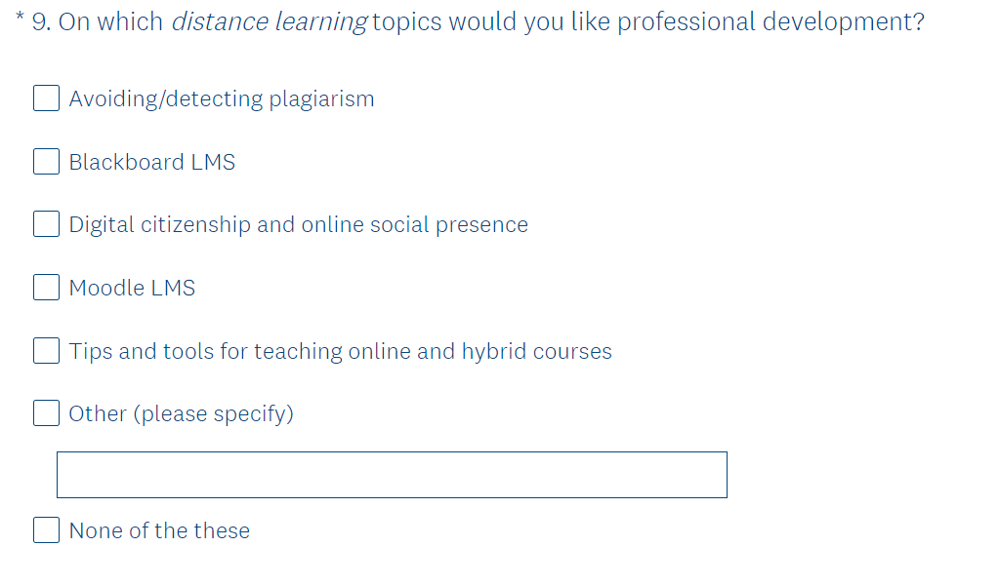 * 9. On which distance learning topics would you like professional development?
Avoiding/detecting plagiarism
Blackboard LMS
Digital citizenship and online social presence
Moodle LMS
Tips and tools for teaching online and hybrid courses
Other (please specify)
None of the these